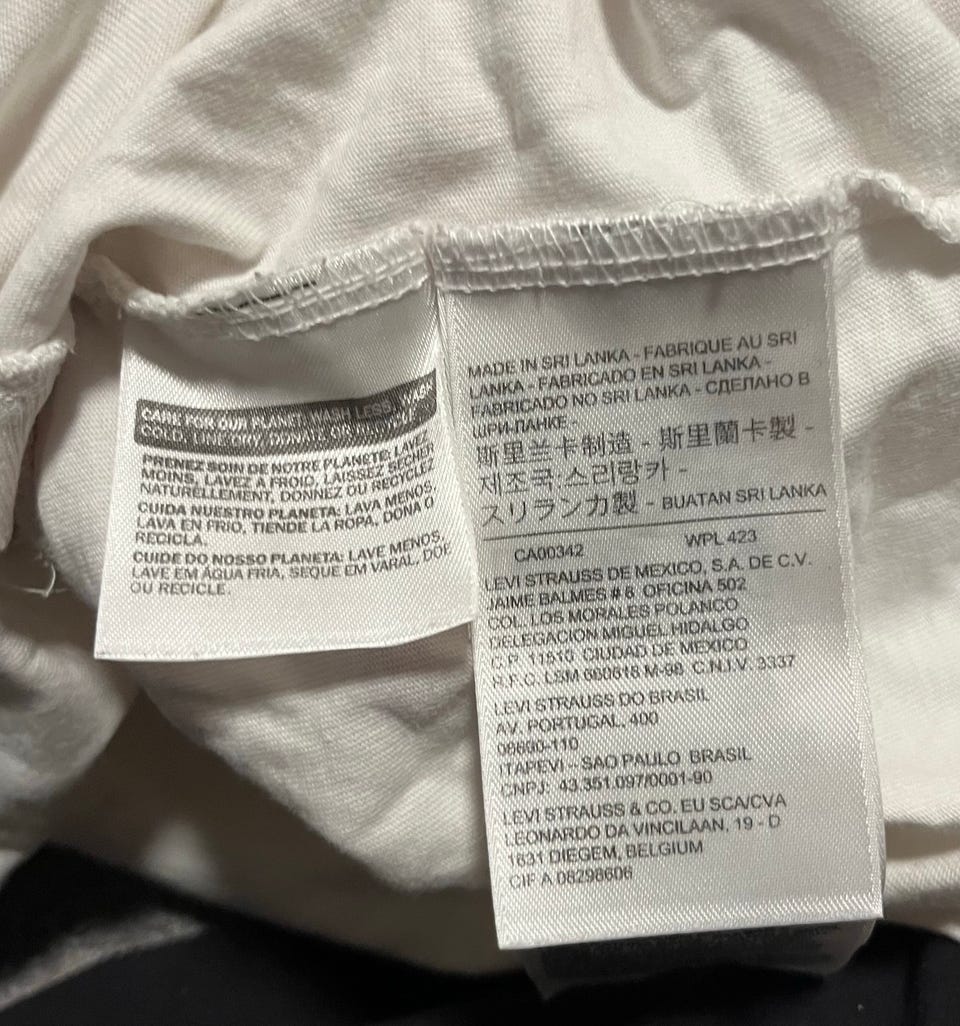 CARE FOR OUR PLANET: WASH LESS, WASH
COLD, LINE DRY, DONATE OR RECYCLE.
PRENEZ SOIN DE NOTRE PLANETE: LAVEZ
MOINS, LAVEZ A FROID, LAISSEZ SECHER
NATURELLEMENT, DONNEZ OU RECYCLEZ.
CUIDA NUESTRO PLANETA: LAVA MENOS,
LAVA EN FRIO, TIENDE LA ROPA, DONA O
RECICLA.
CUIDE DO NOSSO PLANETA: LAVE MENOS,
LAVE EM ÁGUA FRIA, SEQUE EM VARAL, DOE
OU RECICLE.
MADE IN SRI LANKA - FABRIQUE AU SRI
LANKA - FABRICADO EN SRI LANKA -
FABRICADO NO SRI LANKA - СДЕЛАНО В
ШРИ-ЛАНКЕ -
斯里兰卡制造 - 斯里蘭卡製 -
제조국:스리랑카 -
スリランカ製 - BUATAN SRI LANKA
CA00342 WPL 423
LEVI STRAUSS DE MEXICO, S.A. DE C.V.
JAIME BALMES # 8 OFICINA 502
COL. LOS MORALES POLANCO
DELEGACION MIGUEL HIDALGO
C.P. 11510 CIUDAD DE MEXICO
R.F.C. LSM 660816 M-98 C.N.I.V. 3337
LEVI STRAUSS DO BRASIL
AV. PORTUGAL, 400
06690-110
ITAPEVI - SAO PAULO BRASIL
CNPJ: 43.351.097/0001-90
LEVI STRAUSS & CO. EU SCA/CVA
LEONARDO DA VINCILAAN, 19 - D
1831 DIEGEM, BELGIUM
CIF A 08298606